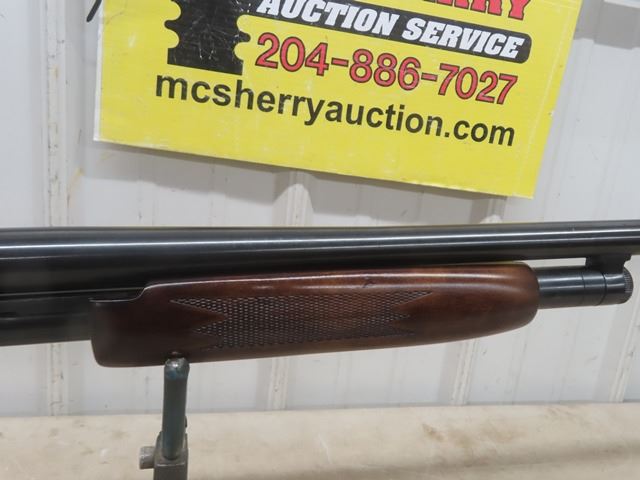 AUCTION SERVICE
204-886-7027
mcsherryauction.com